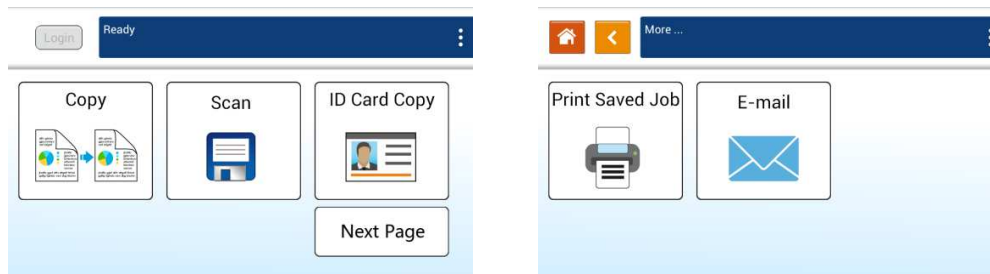 Login
Ready
Copy
Scan
ID Card Copy
Next Page
More ...
Print Saved Job
E-mail